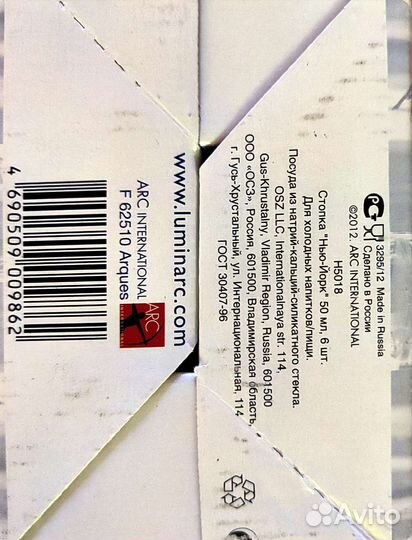 3295/12 Made in Russia
Сделано в России
©2012. ARC INTERNATIONAL
H5018
Стопка "Нью-Йорк" 50 мл, 6 шт.
Для холодных напитков/пищи.
Посуда из натрий-кальций-силикатного стекла.
OSZ LLC, Internationalnaya str. 114,
Gus-Khrustalny, Vladimir Region, Russia, 601500
ООО "ОСЗ", Россия, 601500, Владимирская область,
г. Гусь-Хрустальный, ул. Интернациональная, 114
ГОСТ 30407-96
www.luminarc.com
ARC
INTERNATIONAL
ARC INTERNATIONAL
F 62510 Arques
4 690509 009862
Avito